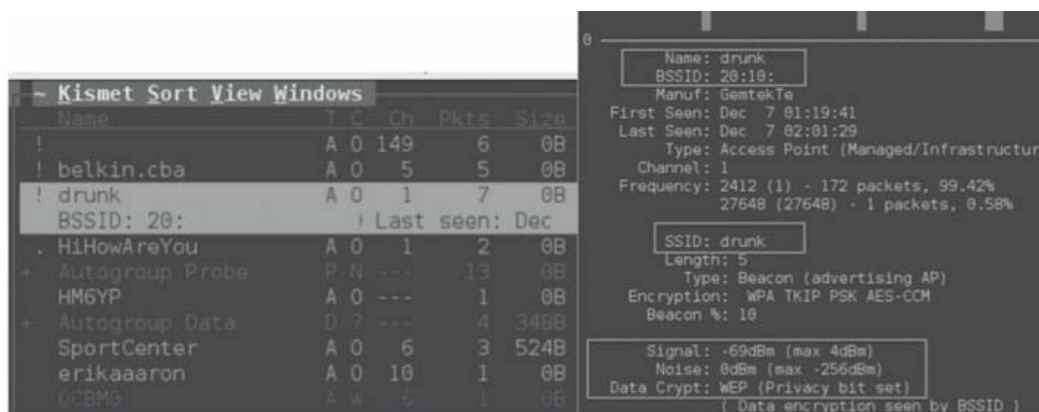 ~ Kismet Sort View Windows
Name T C Ch Pkts Size
! A O 149 6 0B
! belkin.cba A O 5 5 0B
! drunk A O 1 7 0B
BSSID: 20: Last seen: Dec
. HiHowAreYou A O 1 2 0B
+ Autogroup Probe P N --- 13 0B
HM6YP A O --- 1 0B
+ Autogroup Data D ? --- 4 348B
SportCenter A O 6 3 524B
erikaaaron A O 10 1 0B
OCBM0 A W 6 1 0B
0
Name: drunk
BSSID: 20:10:
Manuf: GemtekTe
First Seen: Dec 7 01:19:41
Last Seen: Dec 7 02:01:29
Type: Access Point (Managed/Infrastructur
Channel: 1
Frequency: 2412 (1) - 172 packets, 99.42%
27648 (27648) - 1 packets, 0.58%
SSID: drunk
Length: 5
Type: Beacon (advertising AP)
Encryption: WPA TKIP PSK AES-CCM
Beacon %: 10
Signal: -69dBm (max 4dBm)
Noise: 0dBm (max -256dBm)
Data Crypt: WEP (Privacy bit set)
( Data encryption seen by BSSID )